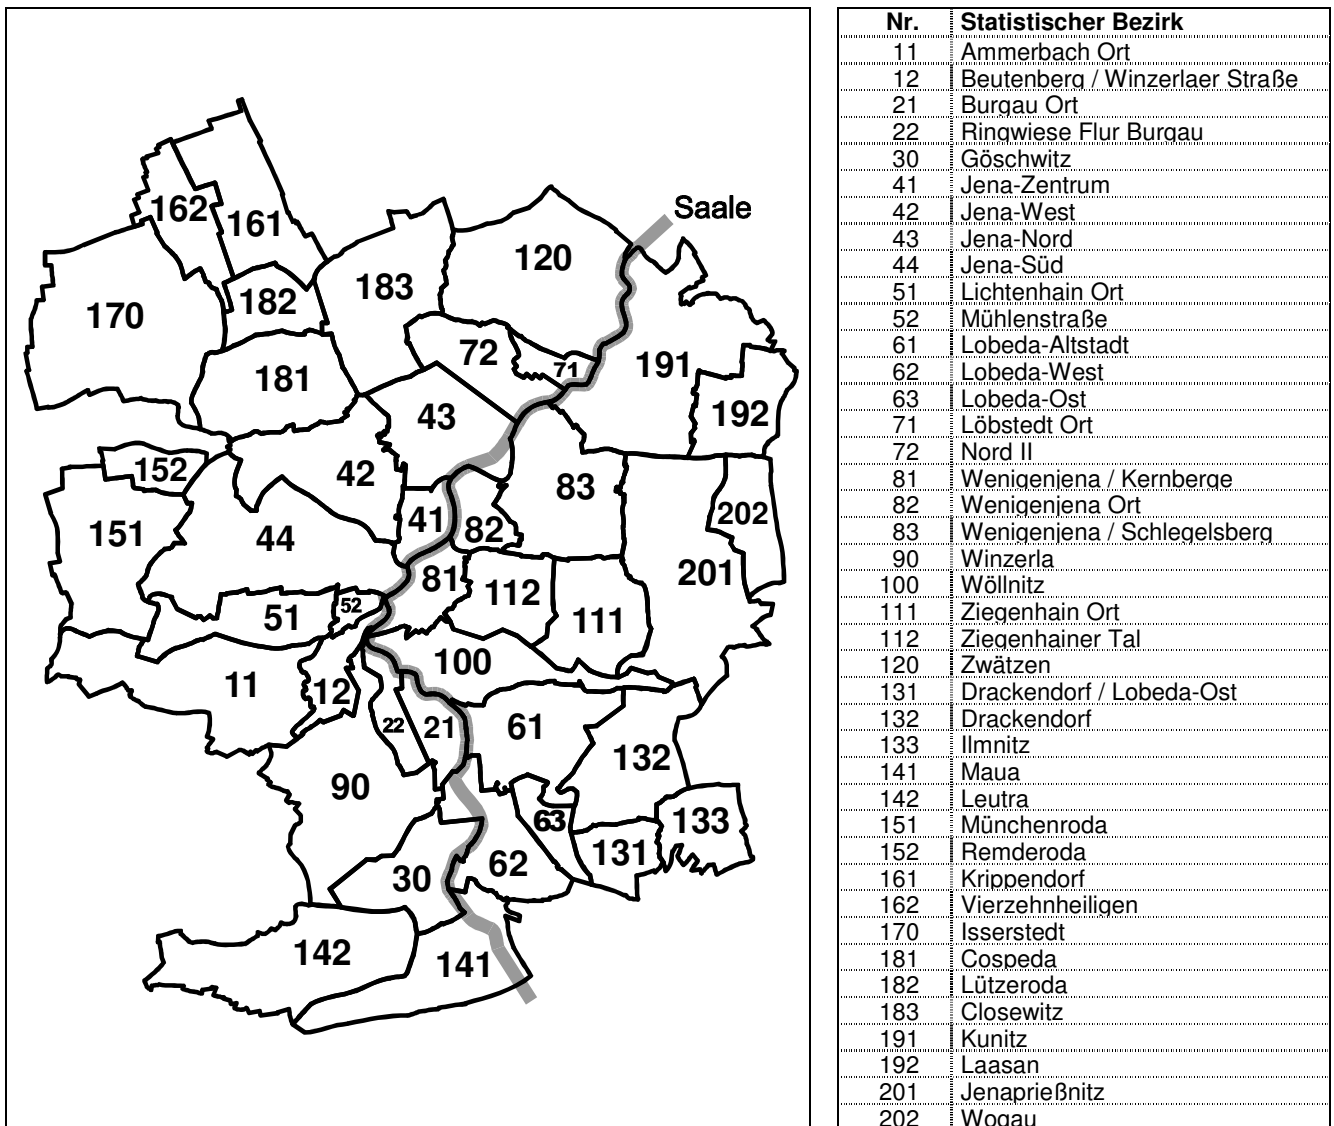 Saale
162
161
120
183
182
170
72
191
71
181
192
43
42
152
83
41
82
202
151
44
81
201
112
52
51
111
100
11
12
22
21
61
132
90
63
133
131
62
30
142
141
Nr. Statistischer Bezirk
11 Ammerbach Ort
12 Beutenberg / Winzerlaer Straße
21 Burgau Ort
22 Ringwiese Flur Burgau
30 Göschwitz
41 Jena-Zentrum
42 Jena-West
43 Jena-Nord
44 Jena-Süd
51 Lichtenhain Ort
52 Mühlenstraße
61 Lobeda-Altstadt
62 Lobeda-West
63 Lobeda-Ost
71 Löbstedt Ort
72 Nord II
81 Wenigenjena / Kernberge
82 Wenigenjena Ort
83 Wenigenjena / Schlegelsberg
90 Winzerla
100 Wöllnitz
111 Ziegenhain Ort
112 Ziegenhainer Tal
120 Zwätzen
131 Drackendorf / Lobeda-Ost
132 Drackendorf
133 Ilmnitz
141 Maua
142 Leutra
151 Münchenroda
152 Remderoda
161 Krippendorf
162 Vierzehnheiligen
170 Isserstedt
181 Cospeda
182 Lützeroda
183 Closewitz
191 Kunitz
192 Laasan
201 Jenaprießnitz
202 Wogau